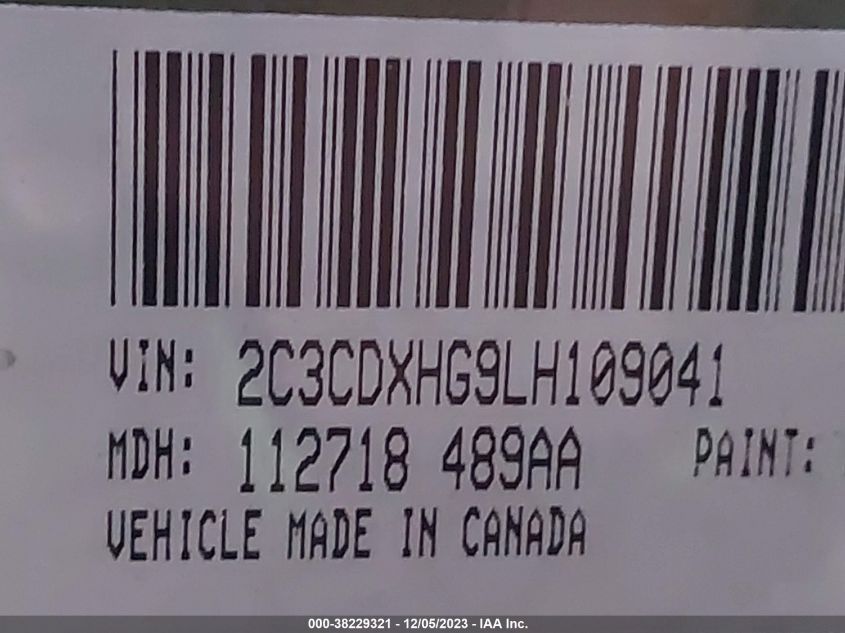 VIN: 2C3CDXHG9LH109041
MDH: 112718 489AA PAINT:
VEHICLE MADE IN CANADA
000-38229321 - 12/05/2023 - IAA Inc.